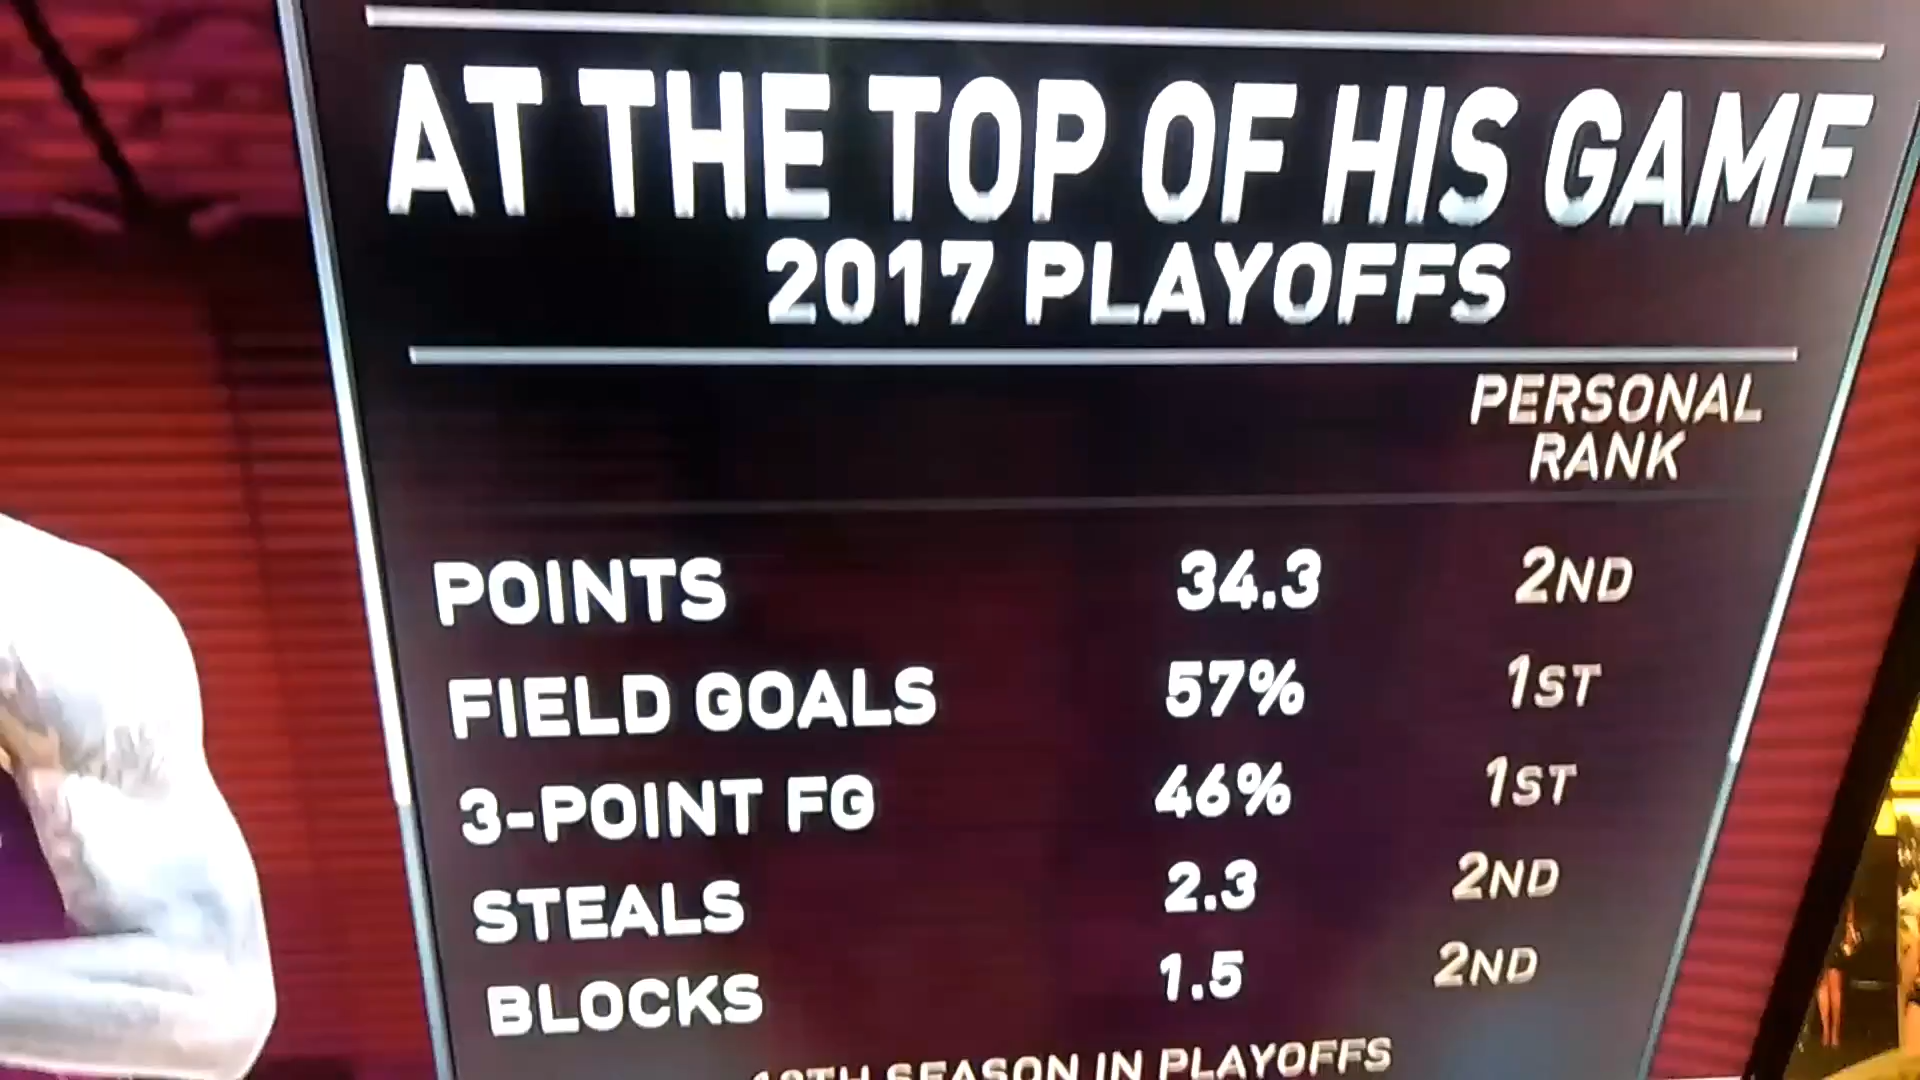 AT THE TOP OF HIS GAME
2017 PLAYOFFS
PERSONAL
RANK
POINTS 34.3 2ND
FIELD GOALS 57% 1ST
3-POINT FG 46% 1ST
STEALS 2.3 2ND
BLOCKS 1.5 2ND
SEASON IN PLAYOFFS